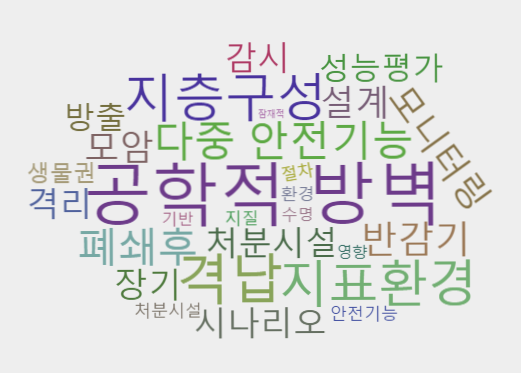 감시
성능평가
지층구성
설계
모니터링
방출
모암
다중 안전기능
생물권
절차
공학적 방벽
환경
격리
기반
지질
수명
폐쇄후
처분시설
영향
반감기
장기
격납
지표환경
처분시설
시나리오
안전기능
잠재적